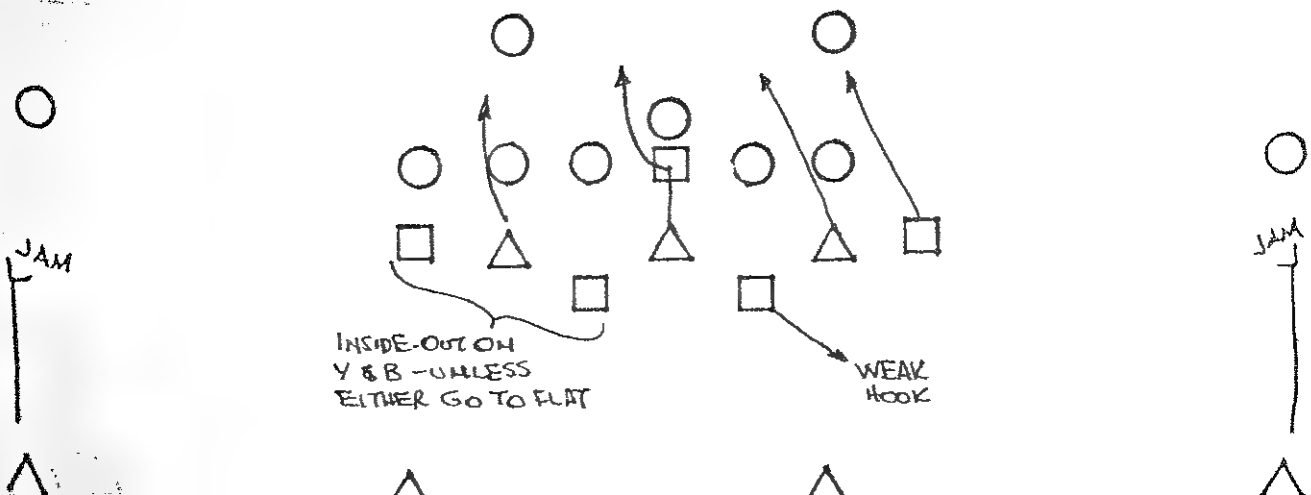 JAM
JAM
INSIDE-OUT ON
Y & B - UNLESS
EITHER GO TO FLAT
WEAK
HOOK